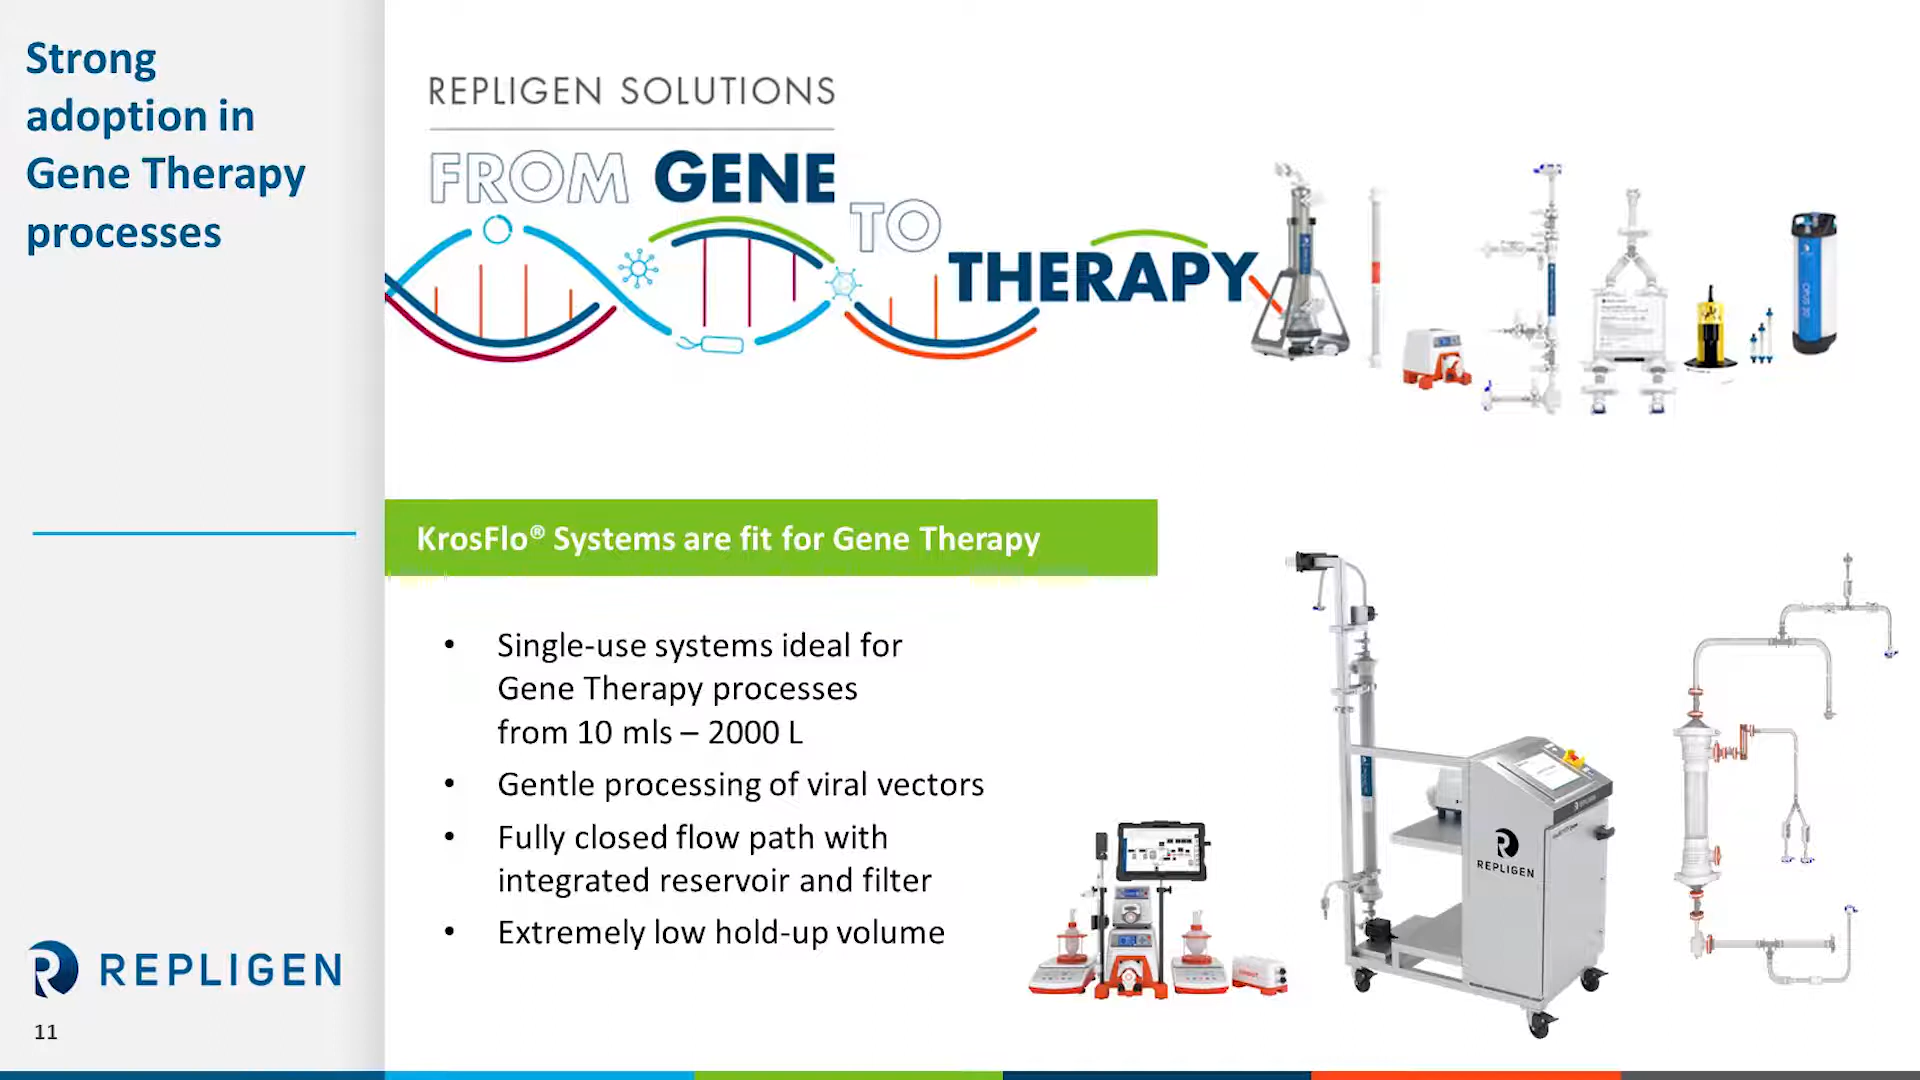 Strong
adoption in
Gene Therapy
processes
REPLIGEN SOLUTIONS
FROM GENE
TO
THERAPY
KrosFlo® Systems are fit for Gene Therapy
• Single-use systems ideal for
Gene Therapy processes
from 10 mls – 2000 L
• Gentle processing of viral vectors
• Fully closed flow path with
integrated reservoir and filter
• Extremely low hold-up volume
REPLIGEN
REPLIGEN
11